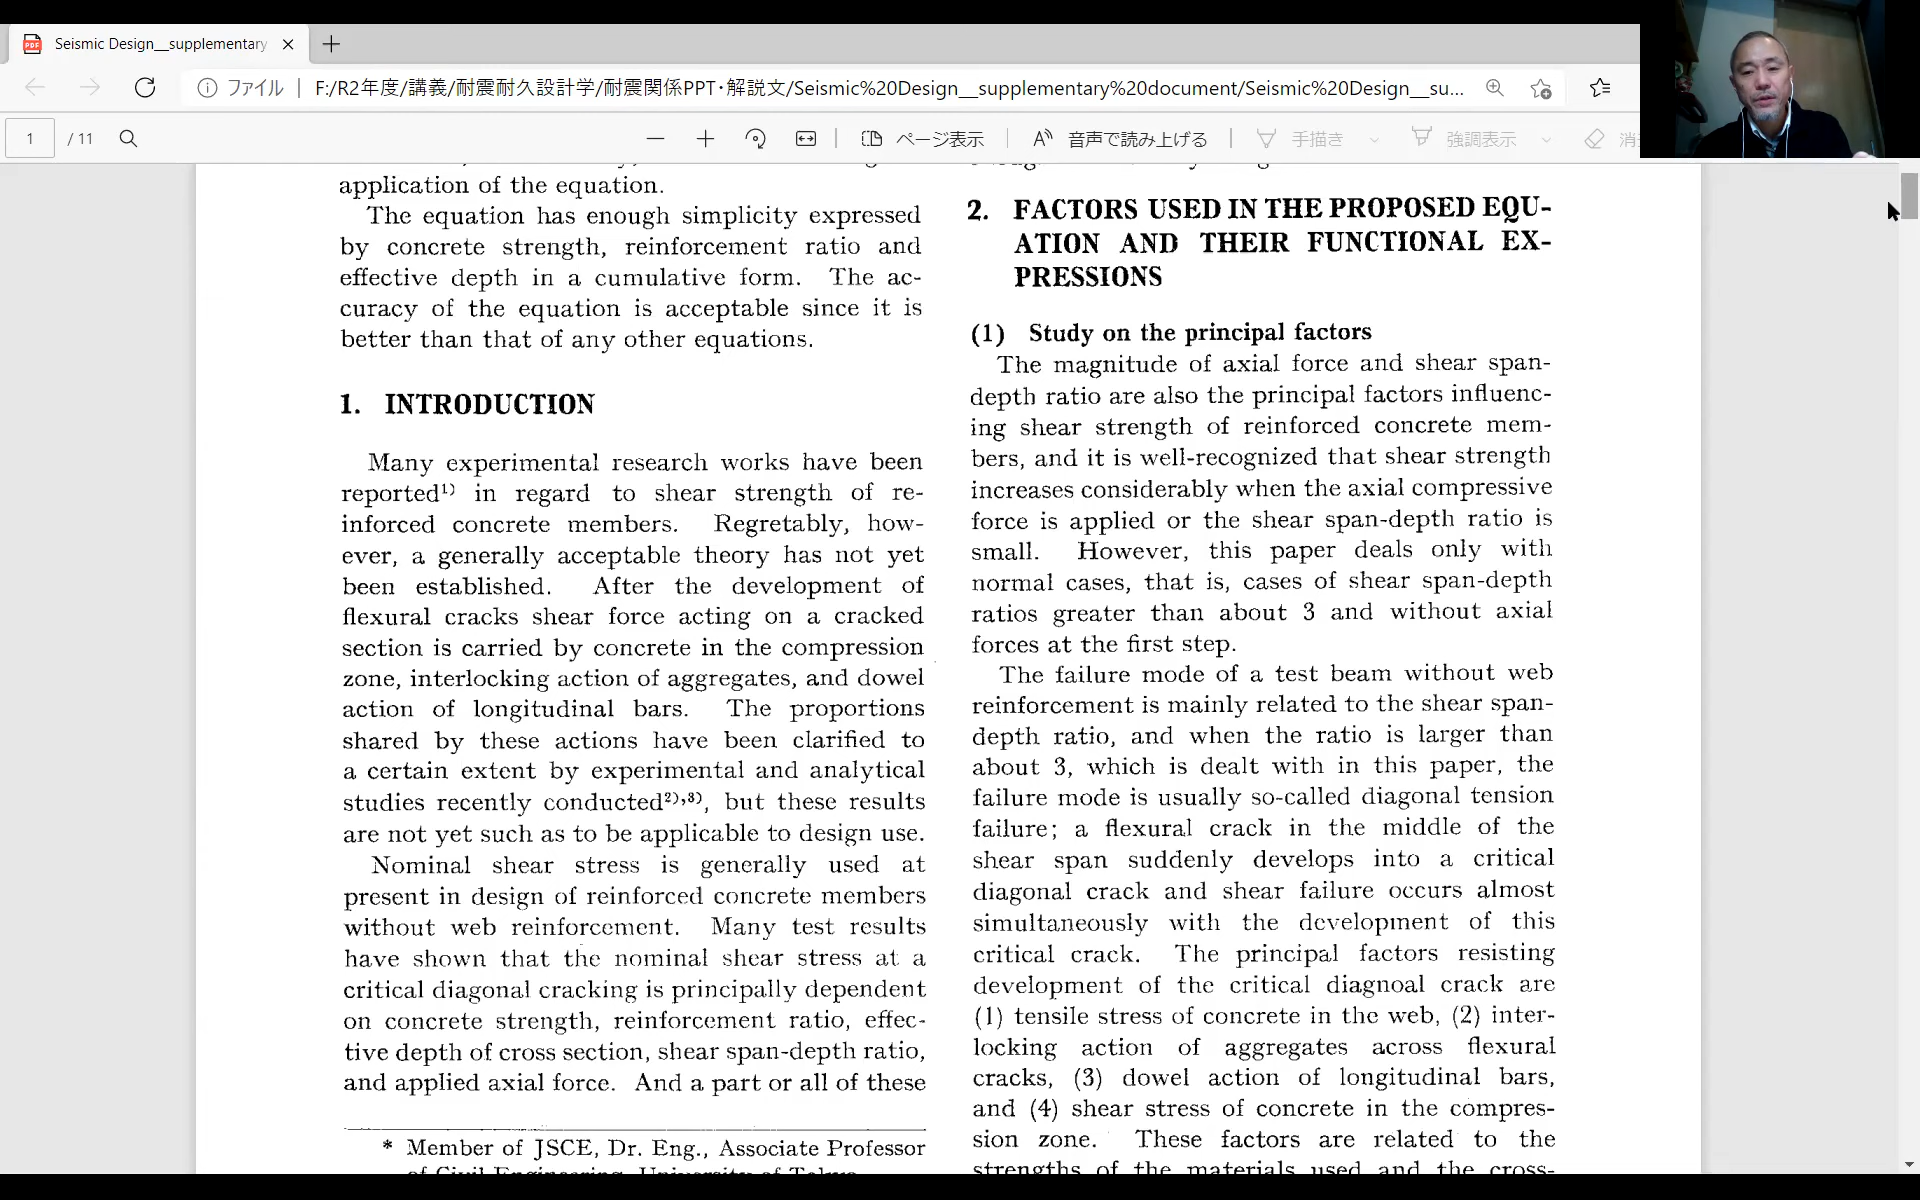 Seismic Design__supplementary
ファイル
F:/R2年度/講義/耐震耐久設計学/耐震関係PPT・解説文/Seismic%20Design__supplementary%20document/Seismic%20Design__su...
1 / 11
ページ表示
音声で読み上げる
手描き
強調表示
application of the equation.
The equation has enough simplicity expressed
by concrete strength, reinforcement ratio and
effective depth in a cumulative form. The ac-
curacy of the equation is acceptable since it is
better than that of any other equations.
1. INTRODUCTION
Many experimental research works have been
reported¹⁾ in regard to shear strength of re-
inforced concrete members. Regretably, how-
ever, a generally acceptable theory has not yet
been established. After the development of
flexural cracks shear force acting on a cracked
section is carried by concrete in the compression
zone, interlocking action of aggregates, and dowel
action of longitudinal bars. The proportions
shared by these actions have been clarified to
a certain extent by experimental and analytical
studies recently conducted²⁾,³⁾, but these results
are not yet such as to be applicable to design use.
Nominal shear stress is generally used at
present in design of reinforced concrete members
without web reinforcement. Many test results
have shown that the nominal shear stress at a
critical diagonal cracking is principally dependent
on concrete strength, reinforcement ratio, effec-
tive depth of cross section, shear span-depth ratio,
and applied axial force. And a part or all of these
* Member of JSCE, Dr. Eng., Associate Professor
of Civil Engineering, University of Tokyo
2. FACTORS USED IN THE PROPOSED EQU-
ATION AND THEIR FUNCTIONAL EX-
PRESSIONS
(1) Study on the principal factors
The magnitude of axial force and shear span-
depth ratio are also the principal factors influenc-
ing shear strength of reinforced concrete mem-
bers, and it is well-recognized that shear strength
increases considerably when the axial compressive
force is applied or the shear span-depth ratio is
small. However, this paper deals only with
normal cases, that is, cases of shear span-depth
ratios greater than about 3 and without axial
forces at the first step.
The failure mode of a test beam without web
reinforcement is mainly related to the shear span-
depth ratio, and when the ratio is larger than
about 3, which is dealt with in this paper, the
failure mode is usually so-called diagonal tension
failure; a flexural crack in the middle of the
shear span suddenly develops into a critical
diagonal crack and shear failure occurs almost
simultaneously with the development of this
critical crack. The principal factors resisting
development of the critical diagnoal crack are
(1) tensile stress of concrete in the web, (2) inter-
locking action of aggregates across flexural
cracks, (3) dowel action of longitudinal bars,
and (4) shear stress of concrete in the compres-
sion zone. These factors are related to the
strengths of the materials used and the cross-